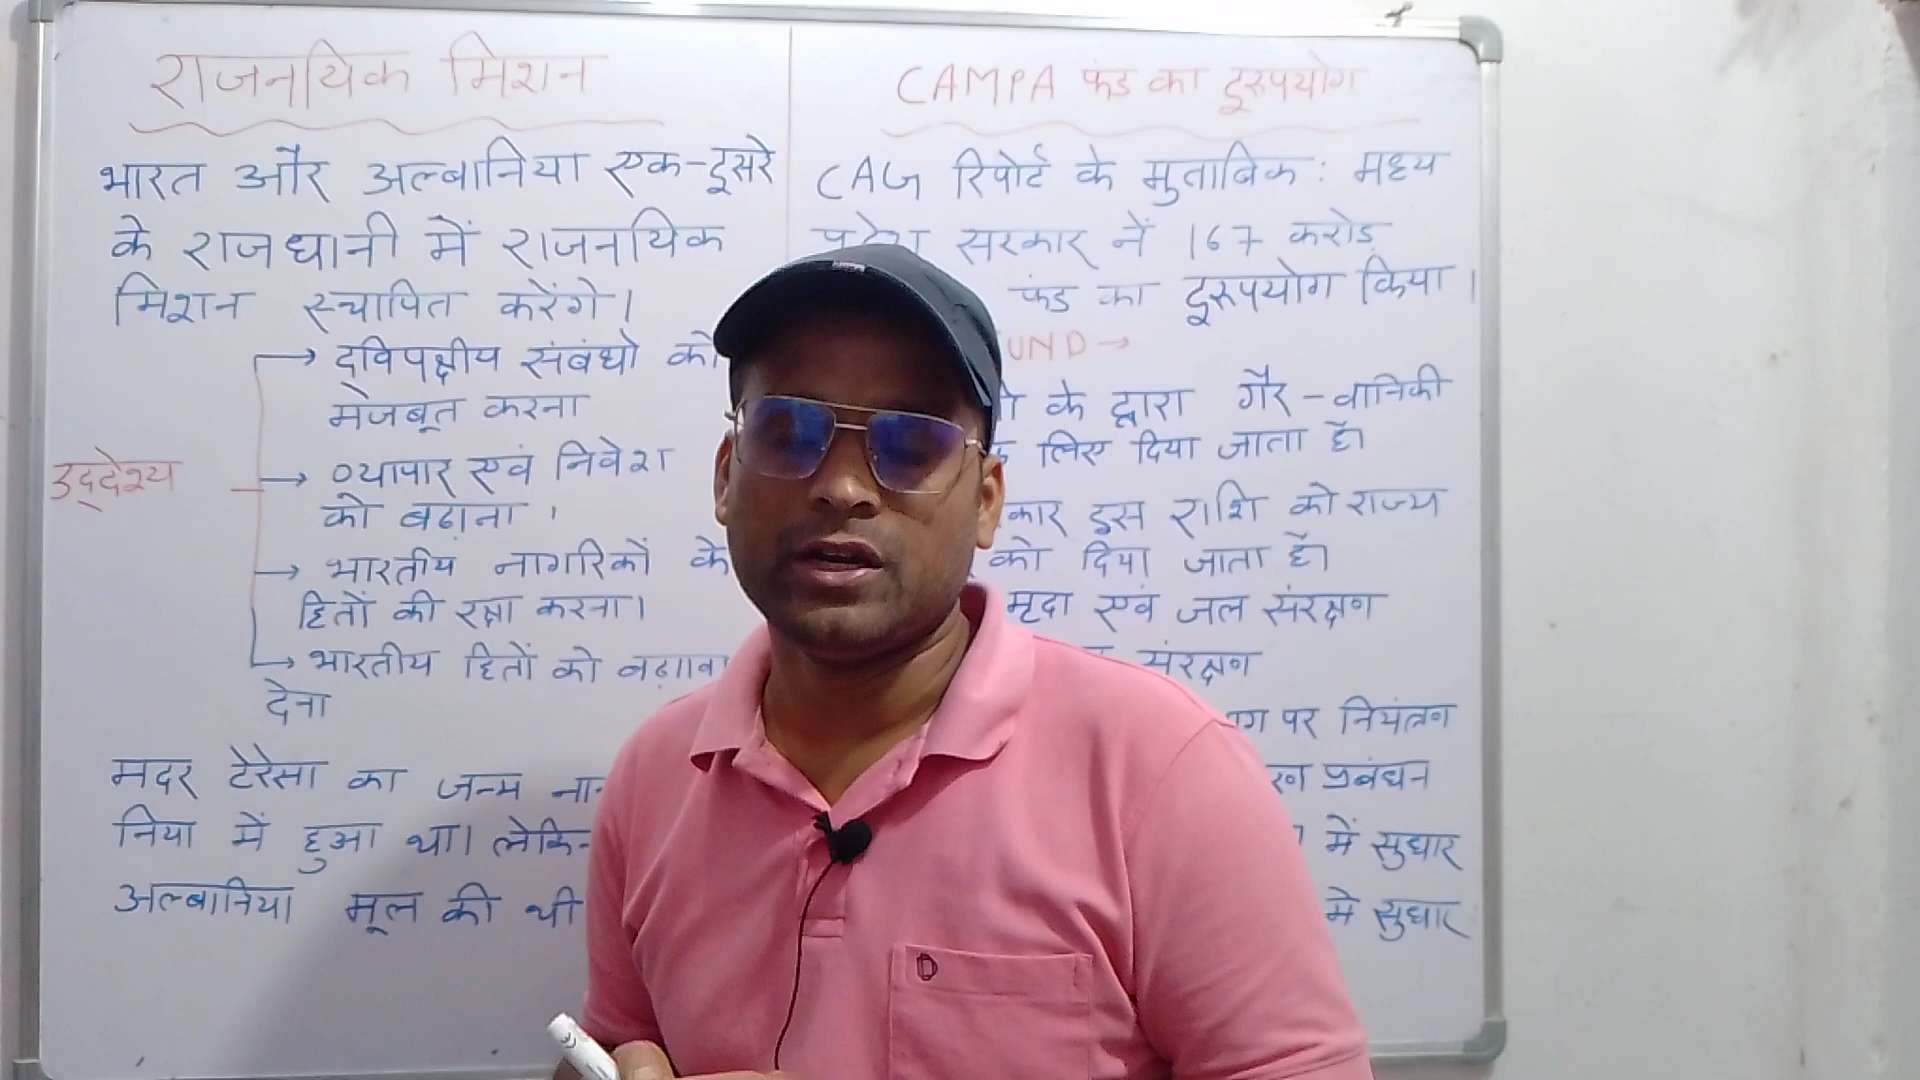 राजनयिक मिशन
भारत और अल्बानिया एक-दूसरे
के राजधानी में राजनयिक
मिशन स्थापित करेंगे।
उद्देश्य
→ द्विपक्षीय संबंधो को
मजबूत करना
→ व्यापार एवं निवेश
को बढ़ाना ।
→ भारतीय नागरिकों के
हितों की रक्षा करना।
→ भारतीय हितों को बढ़ावा
देना
मदर टेरेसा का जन्म
निया में हुआ था। लेकिन
अल्बानिया मूल की थी
CAMPA फंड का दूरूपयोग
CAG रिपोर्ट के मुताबिक : मध्य
सरकार नें 167 करोड़
फंड का दूरूपयोग किया।
UND →
के द्वारा गैर-वानिकी
लिए दिया जाता है।
इस राशि को राज्य
को दिया जाता है।
मृदा एवं जल संरक्षण
संरक्षण
पर नियंत्रण
प्रबंधन
में सुधार
में सुधार
D